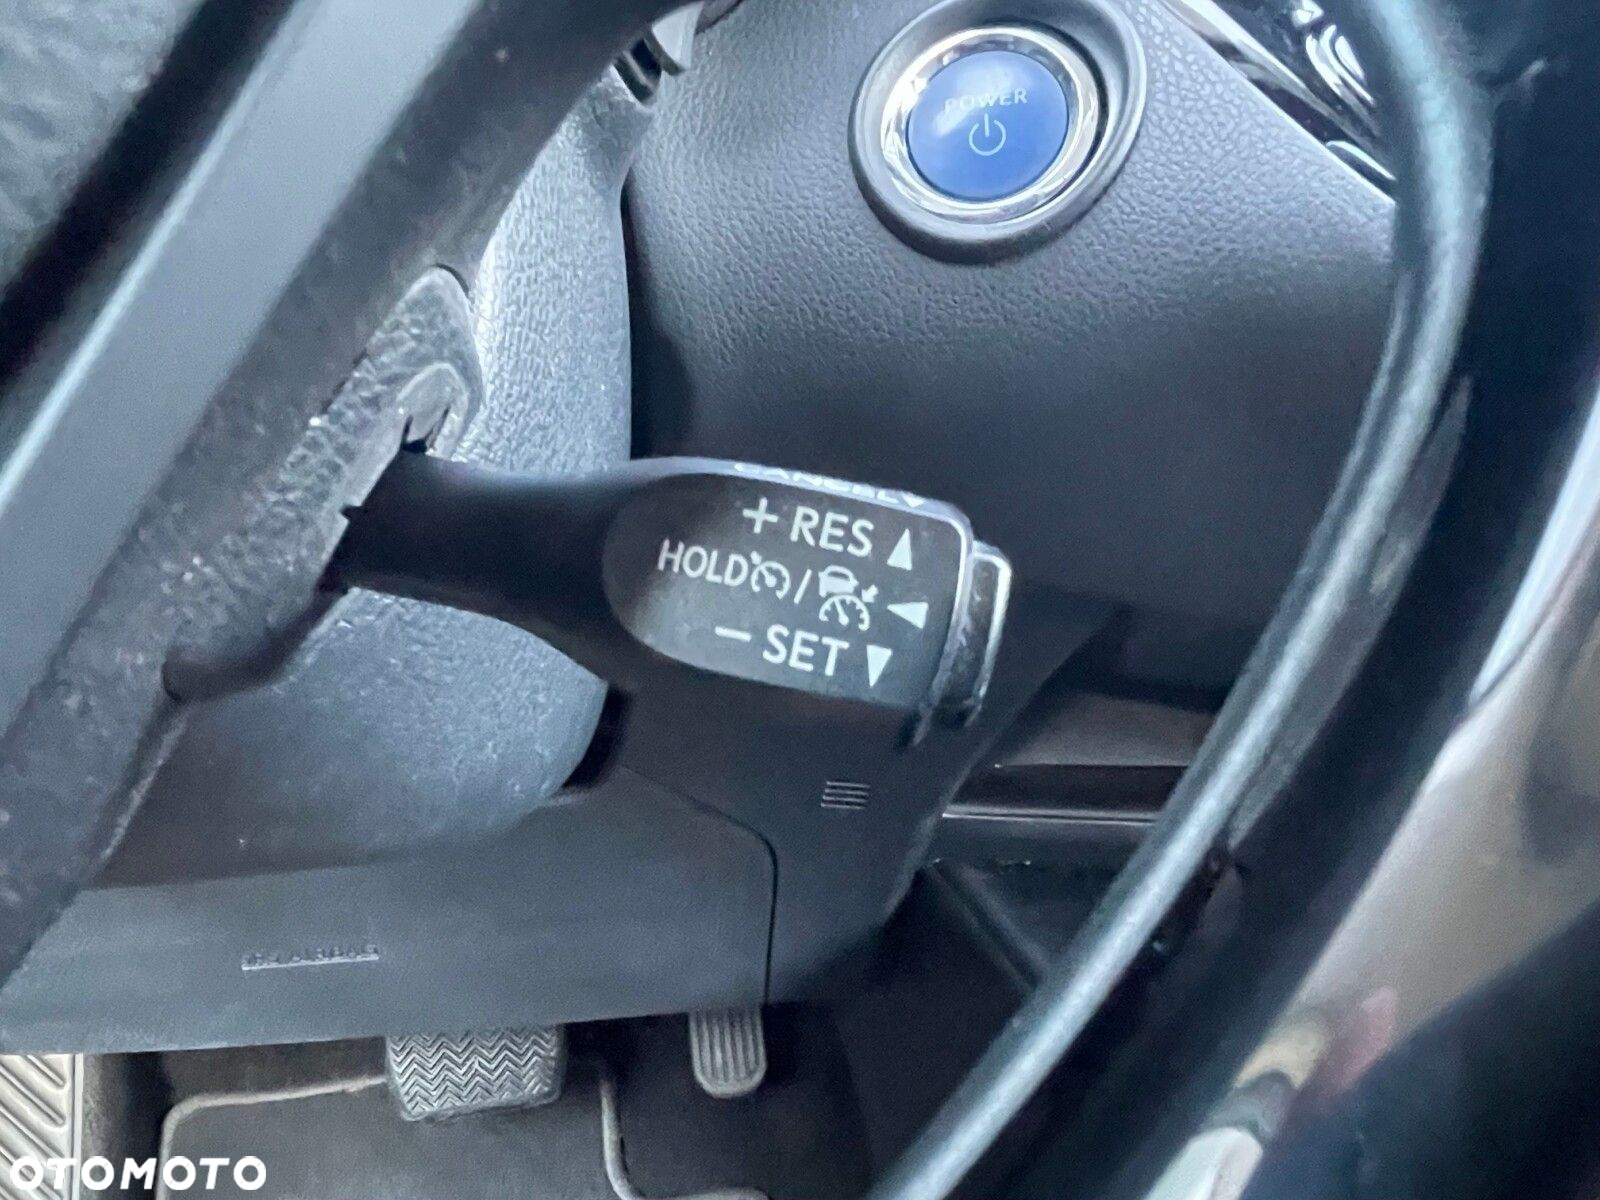 POWER
CANCEL
+ RES ▲
HOLD / ◀
− SET ▼
OTOMOTO